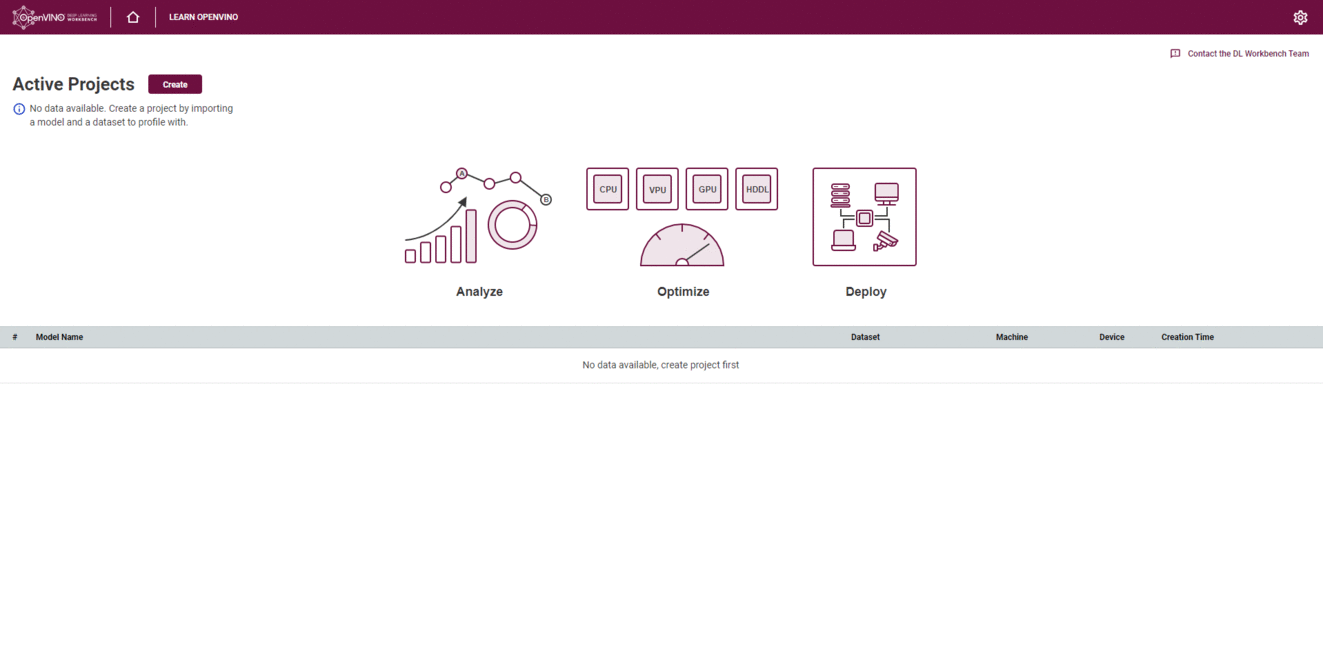 OpenVINO DEEP LEARNING WORKBENCH
LEARN OPENVINO
Contact the DL Workbench Team
Active Projects
Create
No data available. Create a project by importing
a model and a dataset to profile with.
A
B
CPU
VPU
GPU
HDDL
Analyze
Optimize
Deploy
# Model Name Dataset Machine Device Creation Time
No data available, create project first